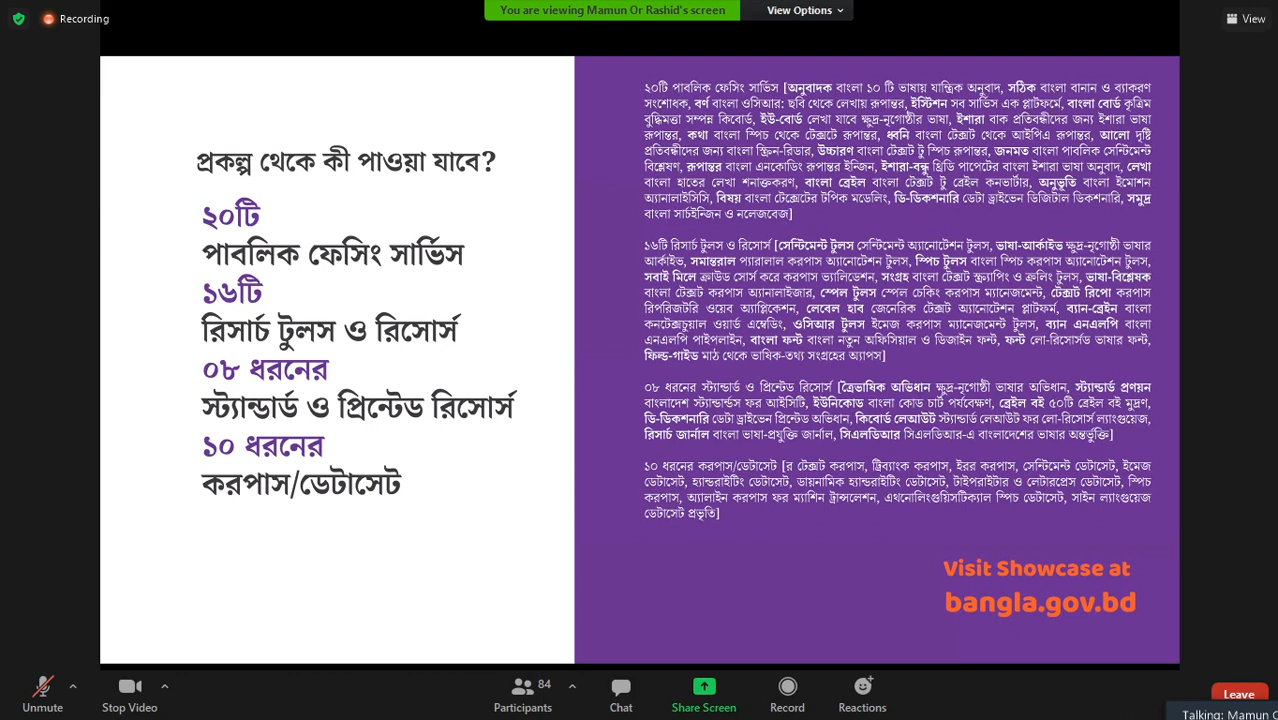 Recording
You are viewing Mamun Or Rashid's screen
View Options
View
প্রকল্প থেকে কী পাওয়া যাবে?
২০টি
পাবলিক ফেসিং সার্ভিস
১৬টি
রিসার্চ টুলস ও রিসোর্স
০৮ ধরনের
স্ট্যান্ডার্ড ও প্রিন্টেড রিসোর্স
১০ ধরনের
করপাস/ডেটাসেট
২০টি পাবলিক ফেসিং সার্ভিস [অনুবাদক বাংলা ১০ টি ভাষায় যান্ত্রিক অনুবাদ, সঠিক বাংলা বানান ও ব্যাকরণ
সংশোধক, বর্ণ বাংলা ওসিআর: ছবি থেকে লেখায় রূপান্তর, ইস্টিশন সব সার্ভিস এক প্লাটফর্মে, বাংলা বোর্ড কৃত্রিম
বুদ্ধিমত্তা সম্পন্ন কিবোর্ড, ইউ-বোর্ড লেখা যাবে ক্ষুদ্র-নৃগোষ্ঠীর ভাষা, ইশারা বাক প্রতিবন্ধীদের জন্য ইশারা ভাষা
রূপান্তর, কথা বাংলা স্পিচ থেকে টেক্সটে রূপান্তর, ধ্বনি বাংলা টেক্সট থেকে আইপিএ রূপান্তর, আলো দৃষ্টি
প্রতিবন্ধীদের জন্য বাংলা স্ক্রিন-রিডার, উচ্চারণ বাংলা টেক্সট টু স্পিচ রূপান্তর, জনমত বাংলা পাবলিক সেন্টিমেন্ট
বিশ্লেষণ, রূপান্তর বাংলা এনকোডিং রূপান্তর ইন্জিন, ইশারা-বন্ধু থ্রিডি পাপেটের বাংলা ইশারা ভাষা অনুবাদ, লেখা
বাংলা হাতের লেখা শনাক্তকরণ, বাংলা ব্রেইল বাংলা টেক্সট টু ব্রেইল কনভার্টার, অনুভূতি বাংলা ইমোশন
অ্যানালাইসিসি, বিষয় বাংলা টেক্সেটের টপিক মডেলিং, ডি-ডিকশনারি ডেটা ড্রাইভেন ডিজিটাল ডিকশনারি, সমুদ্র
বাংলা সার্চইন্জিন ও নলেজবেজ]
১৬টি রিসার্চ টুলস ও রিসোর্স [সেন্টিমেন্ট টুলস সেন্টিমেন্ট অ্যানোটেশন টুলস, ভাষা-আর্কাইভ ক্ষুদ্র-নৃগোষ্ঠী ভাষার
আর্কাইভ, সমান্তরাল প্যারালাল করপাস অ্যানোটেশন টুলস, স্পিচ টুলস বাংলা স্পিচ করপাস অ্যানোটেশন টুলস,
সবাই মিলে ক্রাউড সোর্স করে করপাস ভ্যালিডেশন, সংগ্রহ বাংলা টেক্সট স্ক্র্যাপিং ও ক্রলিং টুলস, ভাষা-বিশ্লেষক
বাংলা টেক্সট করপাস অ্যানালাইজার, স্পেল টুলস স্পেল চেকিং করপাস ম্যানেজমেন্ট, টেক্সট রিপো করপাস
রিপরিজটরি ওয়েব অ্যাপ্লিকেশন, লেবেল হাব জেনেরিক টেক্সট অ্যানোটেশন প্লাটফর্ম, ব্যান-ব্রেইন বাংলা
কনটেক্সচুয়াল ওয়ার্ড এম্বেডিং, ওসিআর টুলস ইমেজ করপাস ম্যানেজমেন্ট টুলস, ব্যান এনএলপি বাংলা
এনএলপি পাইপলাইন, বাংলা ফন্ট বাংলা নতুন অফিসিয়াল ও ডিজাইন ফন্ট, ফন্ট লো-রিসোর্সড ভাষার ফন্ট,
ফিল্ড-গাইড মাঠ থেকে ভাষিক-তথ্য সংগ্রহের অ্যাপস]
০৮ ধরনের স্ট্যান্ডার্ড ও প্রিন্টেড রিসোর্স [ত্রৈভাষিক অভিধান ক্ষুদ্র-নৃগোষ্ঠী ভাষার অভিধান, স্ট্যান্ডার্ড প্রণয়ন
বাংলাদেশ স্ট্যান্ডার্ডস ফর আইসিটি, ইউনিকোড বাংলা কোড চার্ট পর্যবেক্ষণ, ব্রেইল বই ৫০টি ব্রেইল বই মুদ্রণ,
ডি-ডিকশনারি ডেটা ড্রাইভেন প্রিন্টেড অভিধান, কিবোর্ড লেআউট স্ট্যান্ডার্ড লেআউট ফর লো-রিসোর্স ল্যাংগুয়েজ,
রিসার্চ জার্নাল বাংলা ভাষা-প্রযুক্তি জার্নাল, সিএলডিআর সিএলডিআর-এ বাংলাদেশের ভাষার অন্তর্ভুক্তি]
১০ ধরনের করপাস/ডেটাসেট [র টেক্সট করপাস, ট্রিব্যাংক করপাস, ইরর করপাস, সেন্টিমেন্ট ডেটাসেট, ইমেজ
ডেটাসেট, হ্যান্ডরাইটিং ডেটাসেট, ডায়নামিক হ্যান্ডরাইটিং ডেটাসেট, টাইপরাইটার ও লেটারপ্রেস ডেটাসেট, স্পিচ
করপাস, অ্যালাইন করপাস ফর ম্যাশিন ট্রান্সলেশন, এথনোলিংগুয়িসটিক্যাল স্পিচ ডেটাসেট, সাইন ল্যাংগুয়েজ
ডেটাসেট প্রভৃতি]
Visit Showcase at
bangla.gov.bd
Unmute
Stop Video
84
Participants
Chat
Share Screen
Record
Reactions
Leave
Talking: Mamun